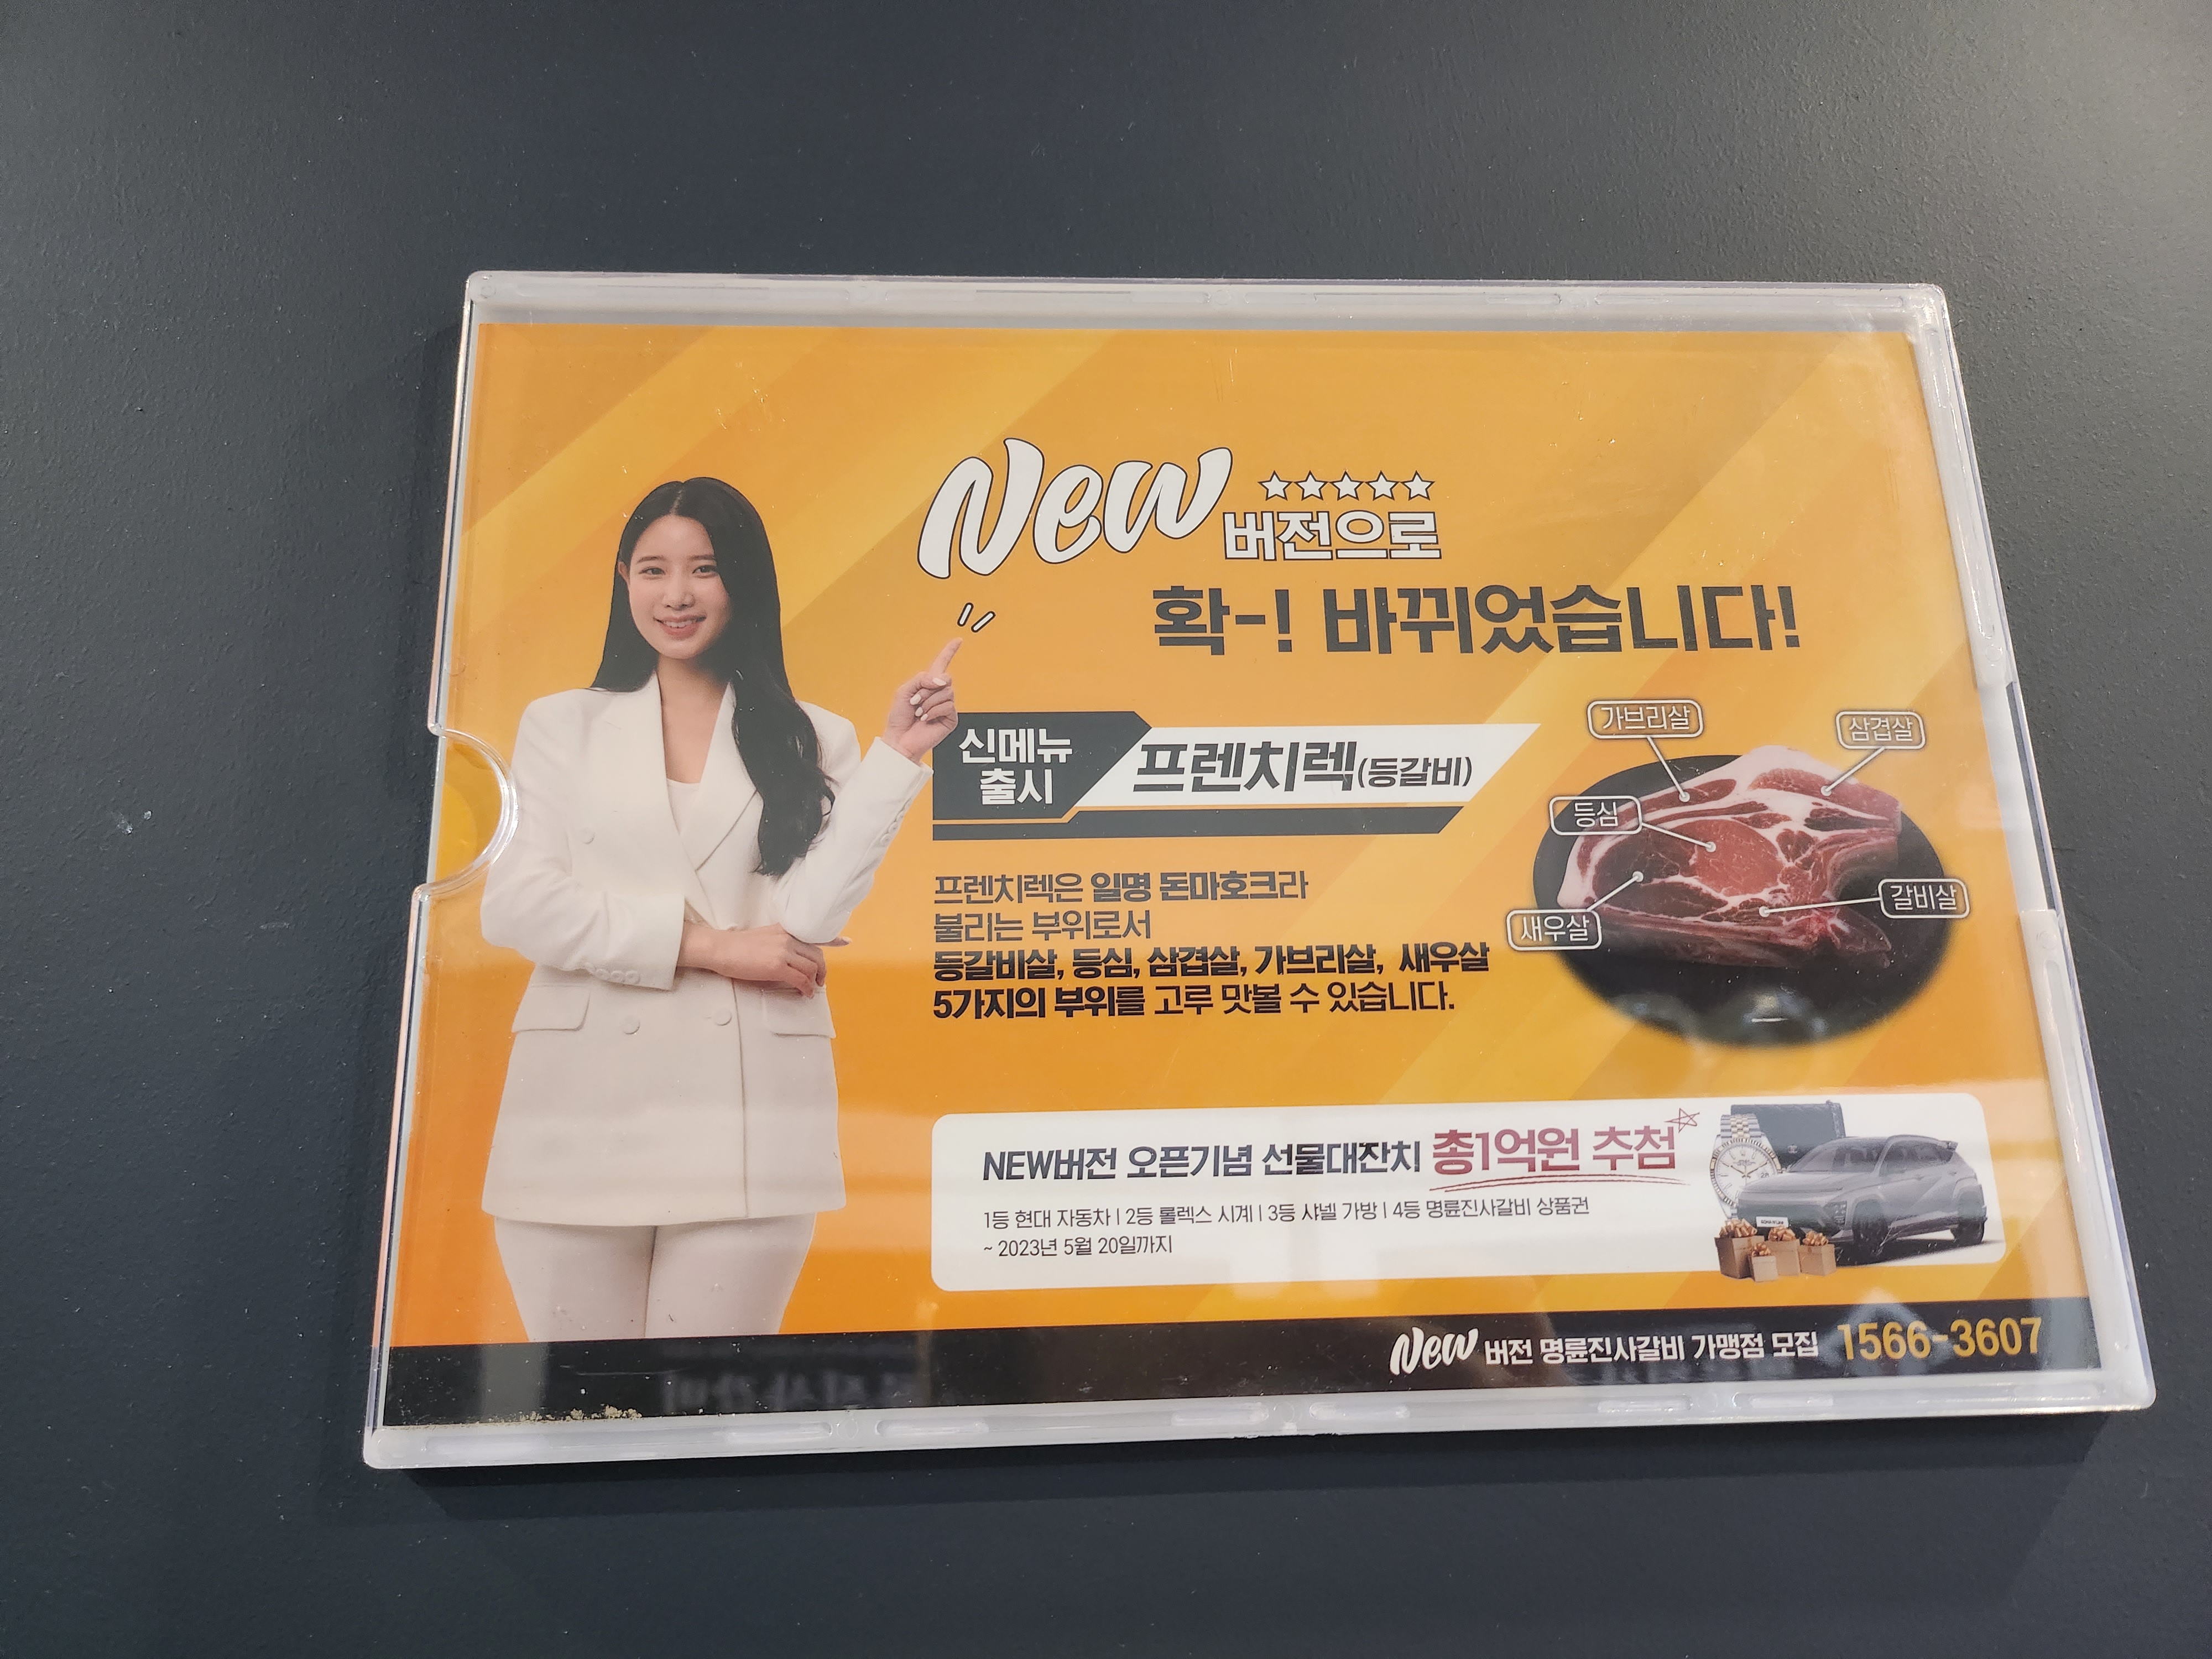 New 버전으로
확-! 바뀌었습니다!
신메뉴
출시
프렌치렉(등갈비)
프렌치렉은 일명 돈마호크라
불리는 부위로서
등갈비살, 등심, 삼겹살, 가브리살, 새우살
5가지의 부위를 고루 맛볼 수 있습니다.
가브리살
삼겹살
등심
갈비살
새우살
NEW버전 오픈기념 선물대잔치 총1억원 추첨
1등 현대 자동차 | 2등 롤렉스 시계 | 3등 샤넬 가방 | 4등 명륜진사갈비 상품권
~ 2023년 5월 20일까지
New 버전 명륜진사갈비 가맹점 모집 1566-3607